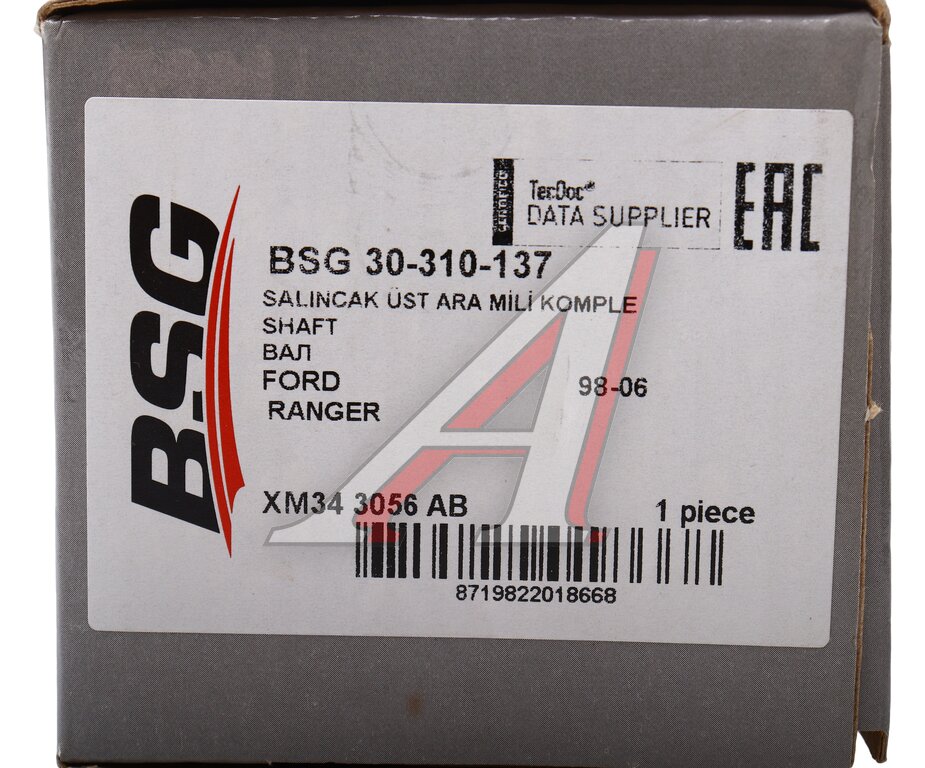 BSG
CERTIFIED
TecDoc®
DATA SUPPLIER
EAC
BSG 30-310-137
SALINCAK ÜST ARA MİLİ KOMPLE
SHAFT
ВАЛ
FORD 98-06
RANGER
XM34 3056 AB 1 piece
8719822018668